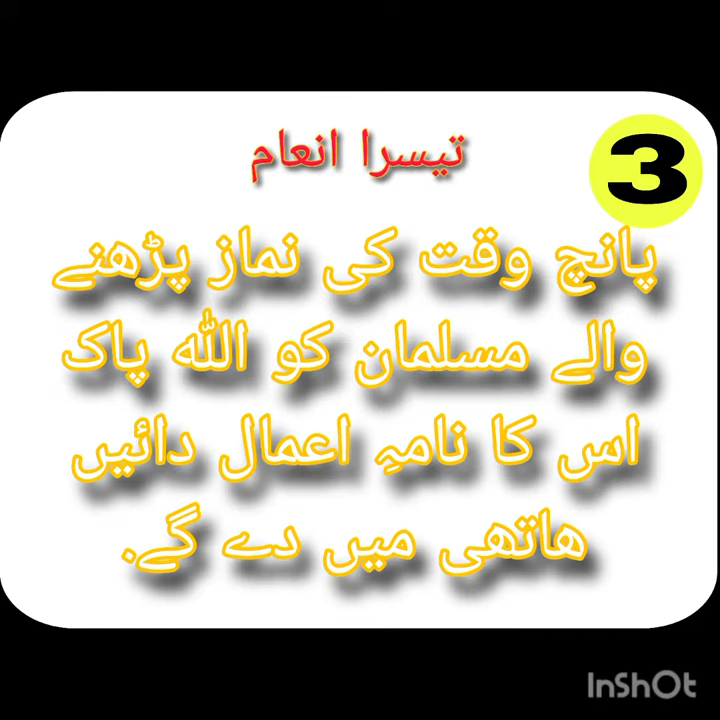 تیسرا انعام
3
پانچ وقت کی نماز پڑھنے
والے مسلمان کو اللہ پاک
اس کا نامہِ اعمال دائیں
ھاتھی میں دے گے.
InShOt